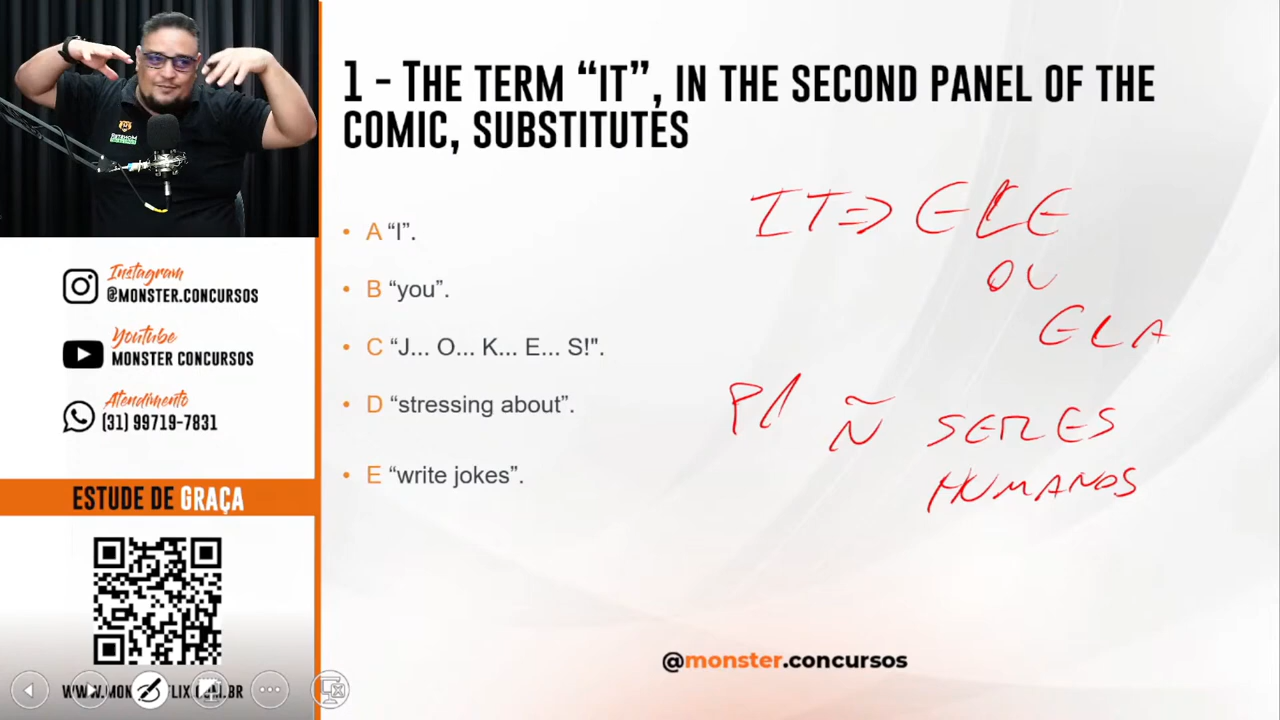 1 - THE TERM “IT”, IN THE SECOND PANEL OF THE
COMIC, SUBSTITUTES
A “I”.
B “you”.
C “J... O... K... E... S!".
D “stressing about”.
E “write jokes”.
IT => ELE
OU
ELA
P/ Ñ SERES
HUMANOS
Instagram
@MONSTER.CONCURSOS
Youtube
MONSTER CONCURSOS
Atendimento
(31) 99719-7831
ESTUDE DE GRAÇA
@monster.concursos